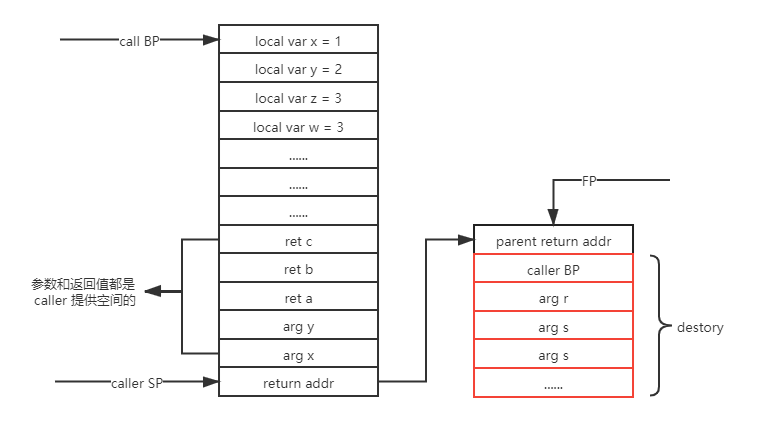 call BP
local var x = 1
local var y = 2
local var z = 3
local var w = 3
......
......
......
ret c
ret b
ret a
arg y
arg x
return addr
参数和返回值都是
caller 提供空间的
caller SP
FP
parent return addr
caller BP
arg r
arg s
arg s
......
destory